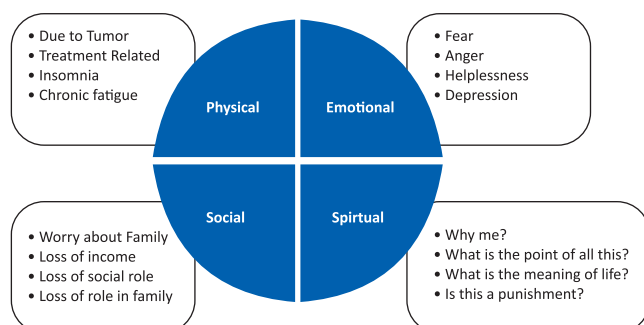 • Due to Tumor
• Treatment Related
• Insomnia
• Chronic fatigue
Physical
Emotional
• Fear
• Anger
• Helplessness
• Depression
• Worry about Family
• Loss of income
• Loss of social role
• Loss of role in family
Social
Spirtual
• Why me?
• What is the point of all this?
• What is the meaning of life?
• Is this a punishment?